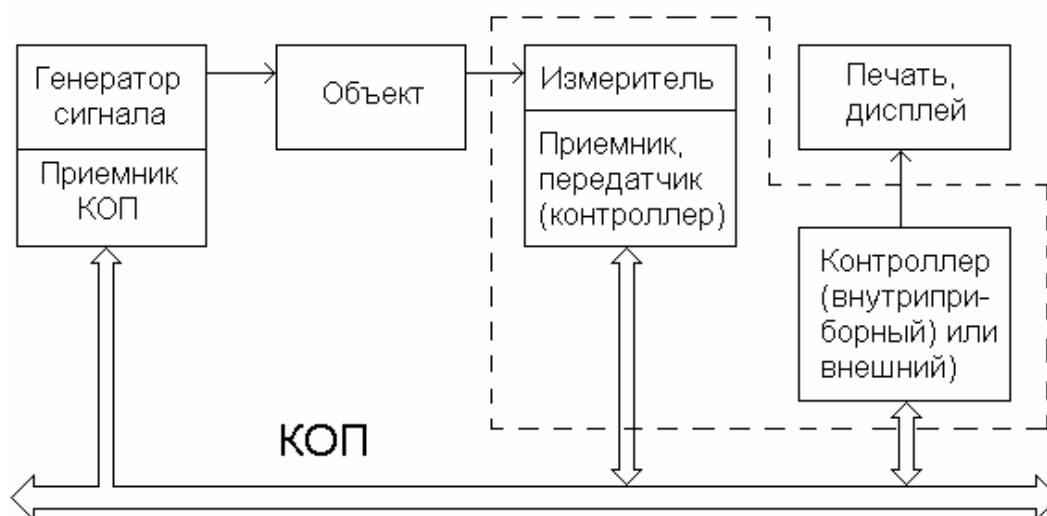 Генератор
сигнала
Приемник
КОП
Объект
Измеритель
Приемник,
передатчик
(контроллер)
Печать,
дисплей
Контроллер
(внутрипри-
борный) или
внешний)
КОП